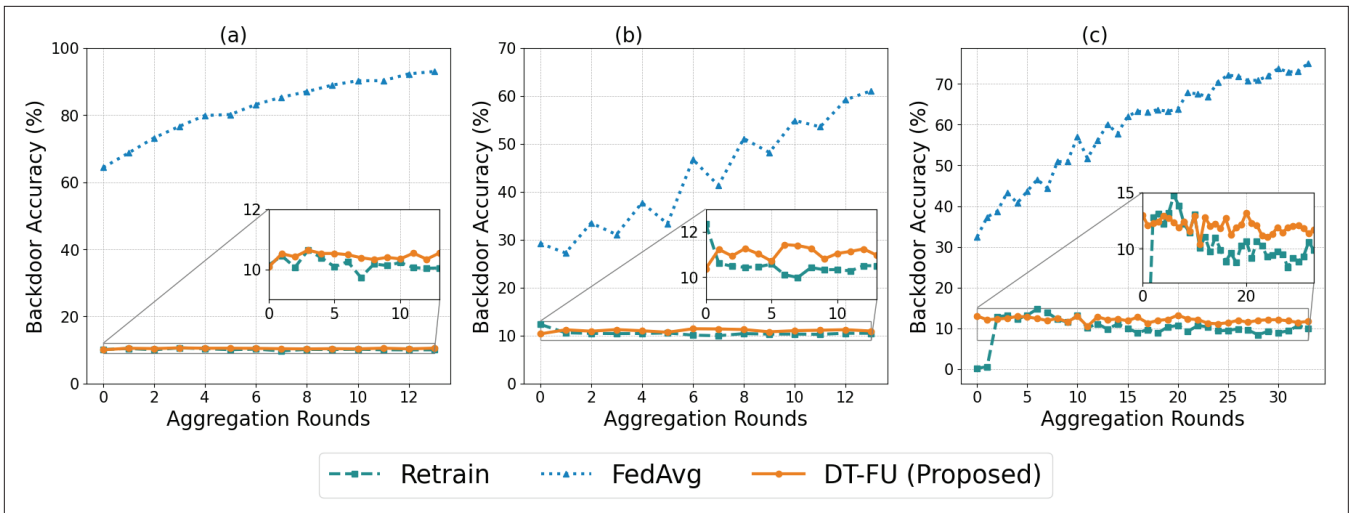 (a)
100
80
60
40
20
0
Backdoor Accuracy (%)
12
10
0 10
0 2 4 6 8 10 12
Aggregation Rounds
(b)
70
60
50
40
30
20
10
0
Backdoor Accuracy (%)
12
10
0 5 10
0 2 4 6 8 10 12
Aggregation Rounds
(c)
70
60
50
40
30
20
10
0
Backdoor Accuracy (%)
15
10
0 20
0 5 10 15 20 25 30
Aggregation Rounds
Retrain FedAvg DT-FU (Proposed)